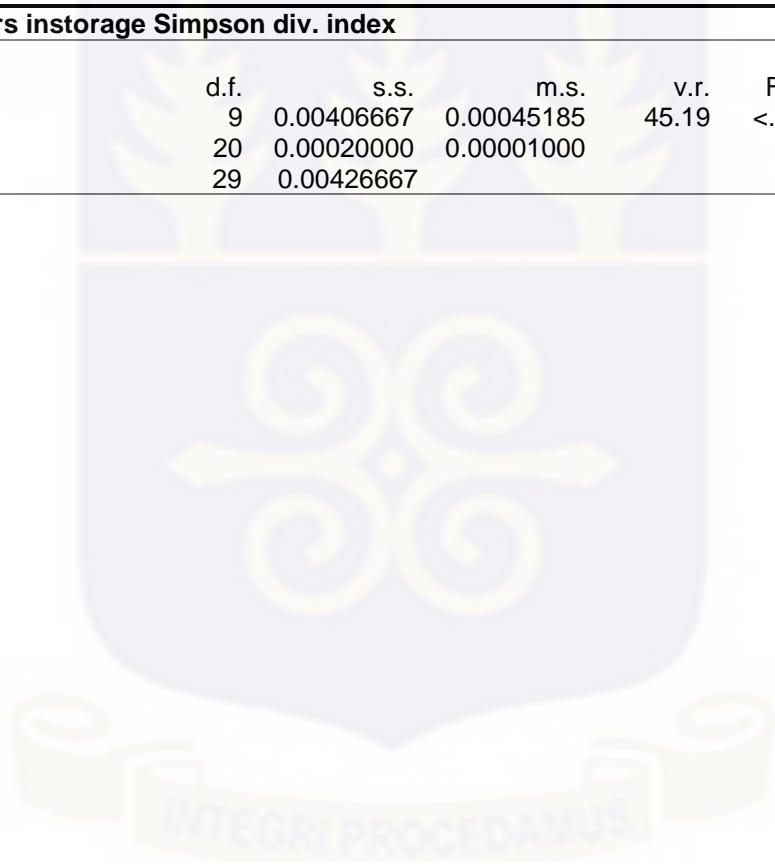 rs instorage Simpson div. index
d.f. s.s. m.s. v.r. F
9 0.00406667 0.00045185 45.19 <.
20 0.00020000 0.00001000
29 0.00426667
INTEGRI PROCEDAMUS